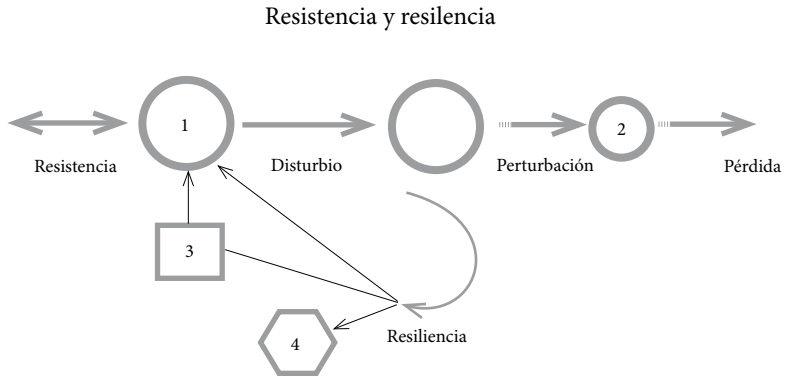 Resistencia y resilencia
1
2
Resistencia
Disturbio
Perturbación
Pérdida
3
4
Resiliencia